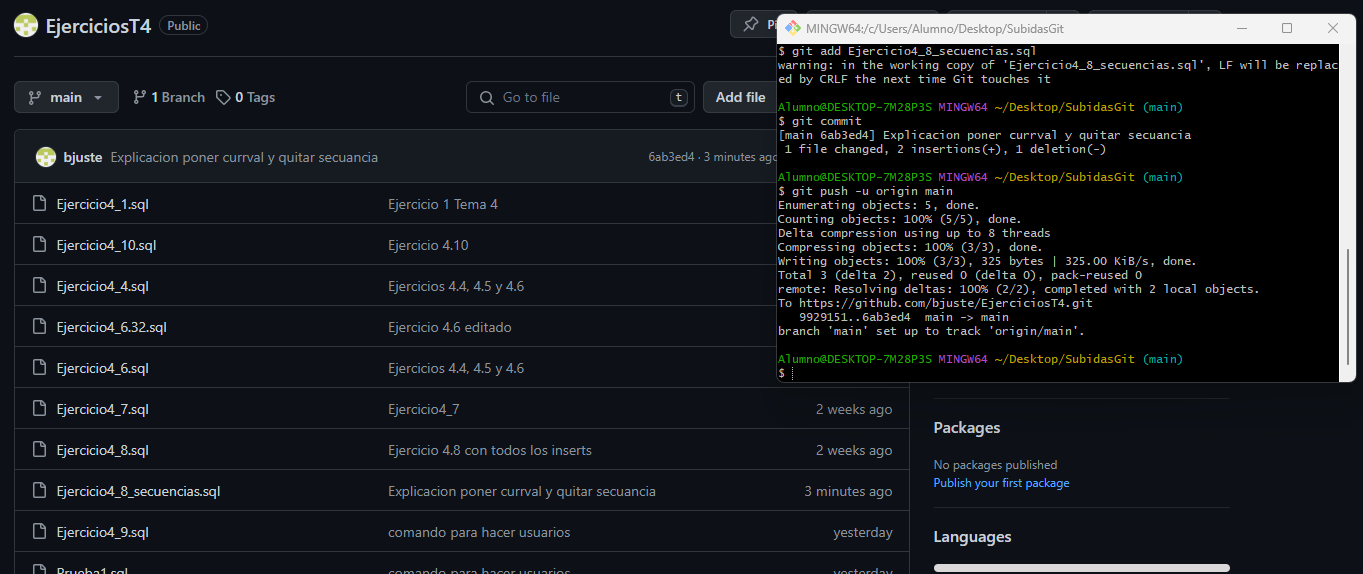 EjerciciosT4 Public
main
1 Branch
0 Tags
Go to file
t
Add file
bjuste Explicacion poner currval y quitar secuancia 6ab3ed4 · 3 minutes ago
Ejercicio4_1.sql Ejercicio 1 Tema 4
Ejercicio4_10.sql Ejercicio 4.10
Ejercicio4_4.sql Ejercicios 4.4, 4.5 y 4.6
Ejercicio4_6.32.sql Ejercicio 4.6 editado
Ejercicio4_6.sql Ejercicios 4.4, 4.5 y 4.6
Ejercicio4_7.sql Ejercicio4_7 2 weeks ago
Ejercicio4_8.sql Ejercicio 4.8 con todos los inserts 2 weeks ago
Ejercicio4_8_secuencias.sql Explicacion poner currval y quitar secuancia 3 minutes ago
Ejercicio4_9.sql comando para hacer usuarios yesterday
Prueba1.sql comando para hacer usuarios yesterday
MINGW64:/c/Users/Alumno/Desktop/SubidasGit
$ git add Ejercicio4_8_secuencias.sql
warning: in the working copy of 'Ejercicio4_8_secuencias.sql', LF will be replac
ed by CRLF the next time Git touches it
Alumno@DESKTOP-7M28P3S MINGW64 ~/Desktop/SubidasGit (main)
$ git commit
[main 6ab3ed4] Explicacion poner currval y quitar secuancia
1 file changed, 2 insertions(+), 1 deletion(-)
Alumno@DESKTOP-7M28P3S MINGW64 ~/Desktop/SubidasGit (main)
$ git push -u origin main
Enumerating objects: 5, done.
Counting objects: 100% (5/5), done.
Delta compression using up to 8 threads
Compressing objects: 100% (3/3), done.
Writing objects: 100% (3/3), 325 bytes | 325.00 KiB/s, done.
Total 3 (delta 2), reused 0 (delta 0), pack-reused 0
remote: Resolving deltas: 100% (2/2), completed with 2 local objects.
To https://github.com/bjuste/EjerciciosT4.git
9929151..6ab3ed4 main -> main
branch 'main' set up to track 'origin/main'.
Alumno@DESKTOP-7M28P3S MINGW64 ~/Desktop/SubidasGit (main)
$
Packages
No packages published
Publish your first package
Languages